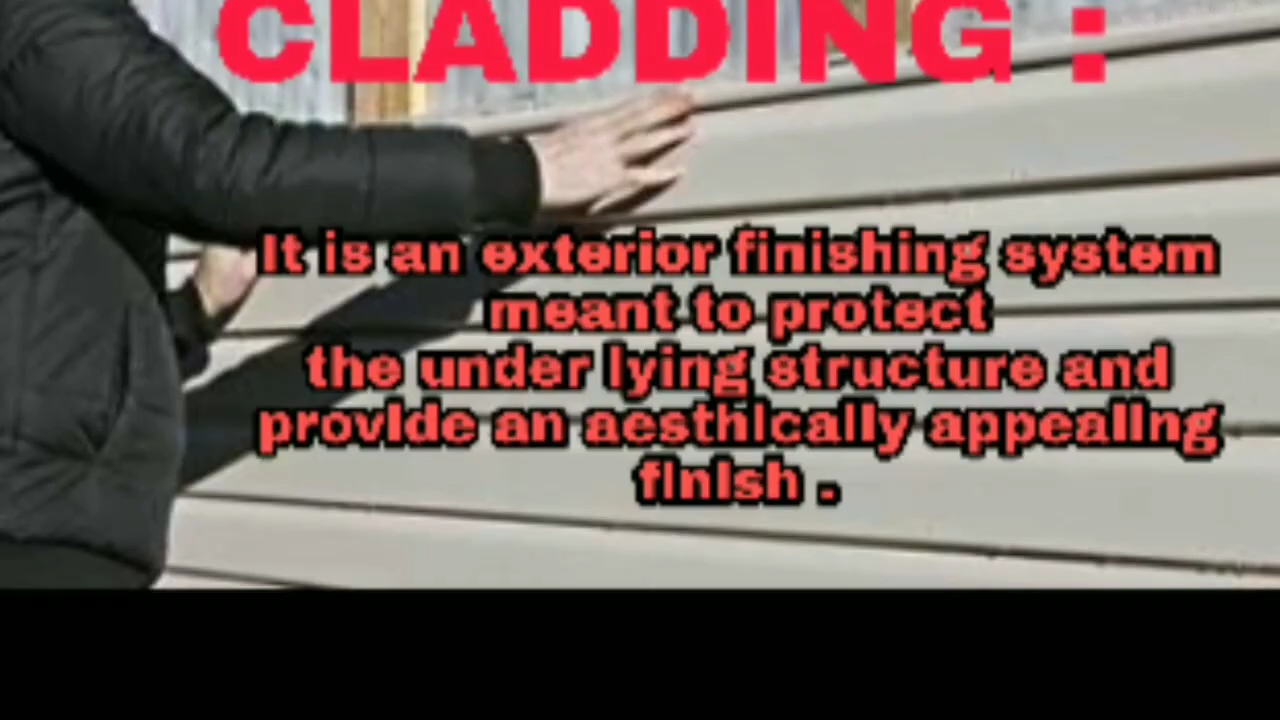 CLADDING :
It is an exterior finishing system
meant to protect
the under lying structure and
provide an aesthically appealing
finish .